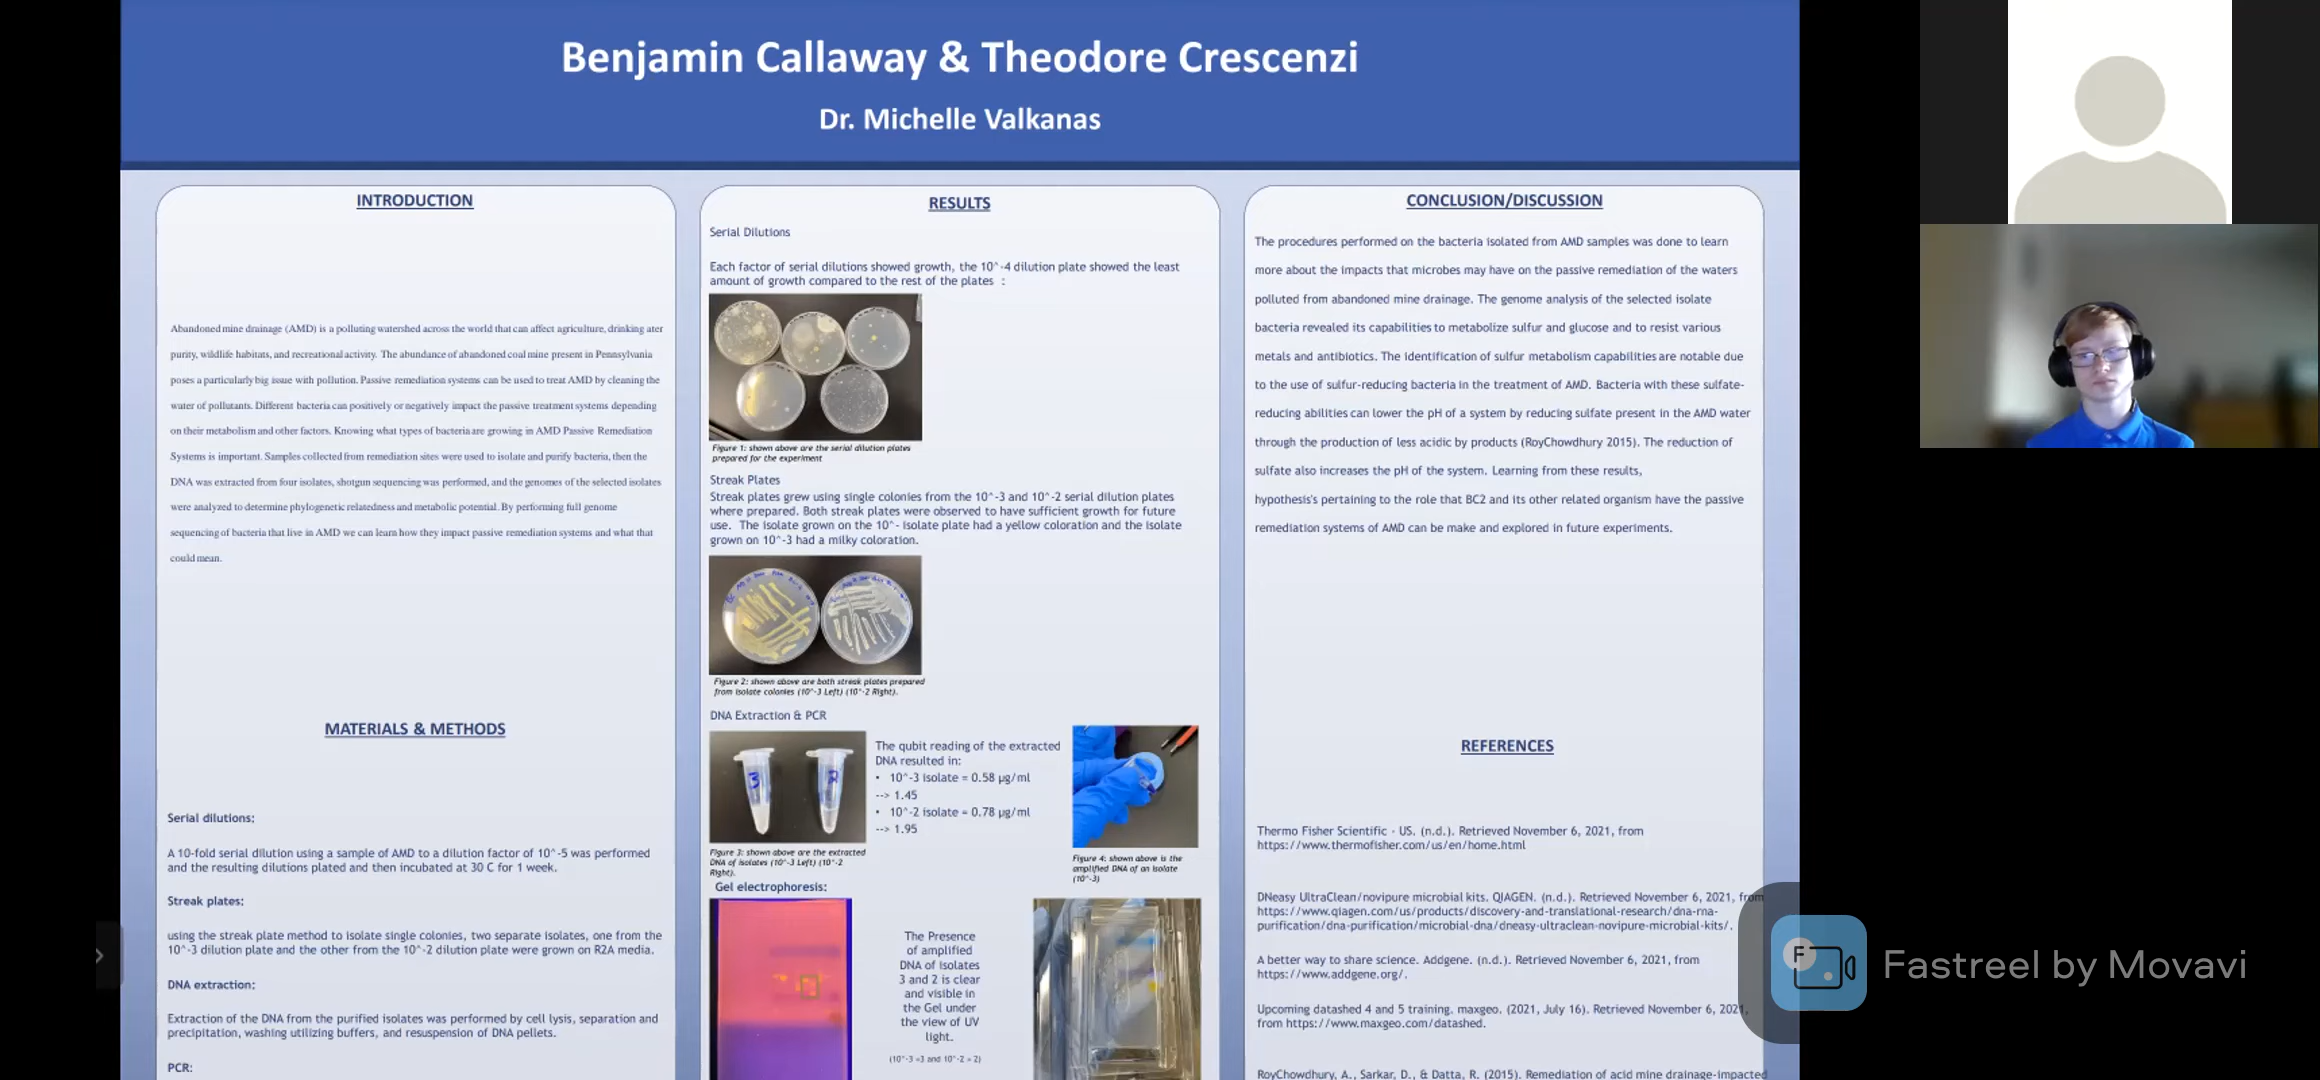 Benjamin Callaway & Theodore Crescenzi
Dr. Michelle Valkanas
INTRODUCTION
Abandoned mine drainage (AMD) is a polluting watershed across the world that can affect agriculture, drinking ater
purity, wildlife habitats, and recreational activity. The abundance of abandoned coal mine present in Pennsylvania
poses a particularly big issue with pollution. Passive remediation systems can be used to treat AMD by cleaning the
water of pollutants. Different bacteria can positively or negatively impact the passive treatment systems depending
on their metabolism and other factors. Knowing what types of bacteria are growing in AMD Passive Remediation
Systems is important. Samples collected from remediation sites were used to isolate and purify bacteria, then the
DNA was extracted from four isolates, shotgun sequencing was performed, and the genomes of the selected isolates
were analyzed to determine phylogenetic relatedness and metabolic potential. By performing full genome
sequencing of bacteria that live in AMD we can learn how they impact passive remediation systems and what that
could mean.
MATERIALS & METHODS
Serial dilutions:
A 10-fold serial dilution using a sample of AMD to a dilution factor of 10^-5 was performed
and the resulting dilutions plated and then incubated at 30 C for 1 week.
Streak plates:
using the streak plate method to isolate single colonies, two separate isolates, one from the
10^-3 dilution plate and the other from the 10^-2 dilution plate were grown on R2A media.
DNA extraction:
Extraction of the DNA from the purified isolates was performed by cell lysis, separation and
precipitation, washing utilizing buffers, and resuspension of DNA pellets.
PCR:
RESULTS
Serial Dilutions
Each factor of serial dilutions showed growth, the 10^-4 dilution plate showed the least
amount of growth compared to the rest of the plates :
Figure 1: shown above are the serial dilution plates
prepared for the experiment
Streak Plates
Streak plates grew using single colonies from the 10^-3 and 10^-2 serial dilution plates
where prepared. Both streak plates were observed to have sufficient growth for future
use. The isolate grown on the 10^- isolate plate had a yellow coloration and the isolate
grown on 10^-3 had a milky coloration.
Figure 2: shown above are both streak plates prepared
from isolate colonies (10^-3 Left) (10^-2 Right).
DNA Extraction & PCR
3
2
The qubit reading of the extracted
DNA resulted in:
• 10^-3 isolate = 0.58 µg/ml
--> 1.45
• 10^-2 isolate = 0.78 µg/ml
--> 1.95
Figure 3: shown above are the extracted
DNA of isolates (10^-3 Left) (10^-2
Right).
Figure 4: shown above is the
amplified DNA of an isolate
(10^-3)
Gel electrophoresis:
The Presence
of amplified
DNA of isolates
3 and 2 is clear
and visible in
the Gel under
the view of UV
light.
(10^-3 =3 and 10^-2 = 2)
CONCLUSION/DISCUSSION
The procedures performed on the bacteria isolated from AMD samples was done to learn
more about the impacts that microbes may have on the passive remediation of the waters
polluted from abandoned mine drainage. The genome analysis of the selected isolate
bacteria revealed its capabilities to metabolize sulfur and glucose and to resist various
metals and antibiotics. The identification of sulfur metabolism capabilities are notable due
to the use of sulfur-reducing bacteria in the treatment of AMD. Bacteria with these sulfate-
reducing abilities can lower the pH of a system by reducing sulfate present in the AMD water
through the production of less acidic by products (RoyChowdhury 2015). The reduction of
sulfate also increases the pH of the system. Learning from these results,
hypothesis's pertaining to the role that BC2 and its other related organism have the passive
remediation systems of AMD can be make and explored in future experiments.
REFERENCES
Thermo Fisher Scientific - US. (n.d.). Retrieved November 6, 2021, from
https://www.thermofisher.com/us/en/home.html
DNeasy UltraClean/novipure microbial kits. QIAGEN. (n.d.). Retrieved November 6, 2021, from
https://www.qiagen.com/us/products/discovery-and-translational-research/dna-rna-
purification/dna-purification/microbial-dna/dneasy-ultraclean-novipure-microbial-kits/.
A better way to share science. Addgene. (n.d.). Retrieved November 6, 2021, from
https://www.addgene.org/.
Upcoming datashed 4 and 5 training. maxgeo. (2021, July 16). Retrieved November 6, 2021,
from https://www.maxgeo.com/datashed.
RoyChowdhury, A., Sarkar, D., & Datta, R. (2015). Remediation of acid mine drainage-impacted
F
Fastreel by Movavi